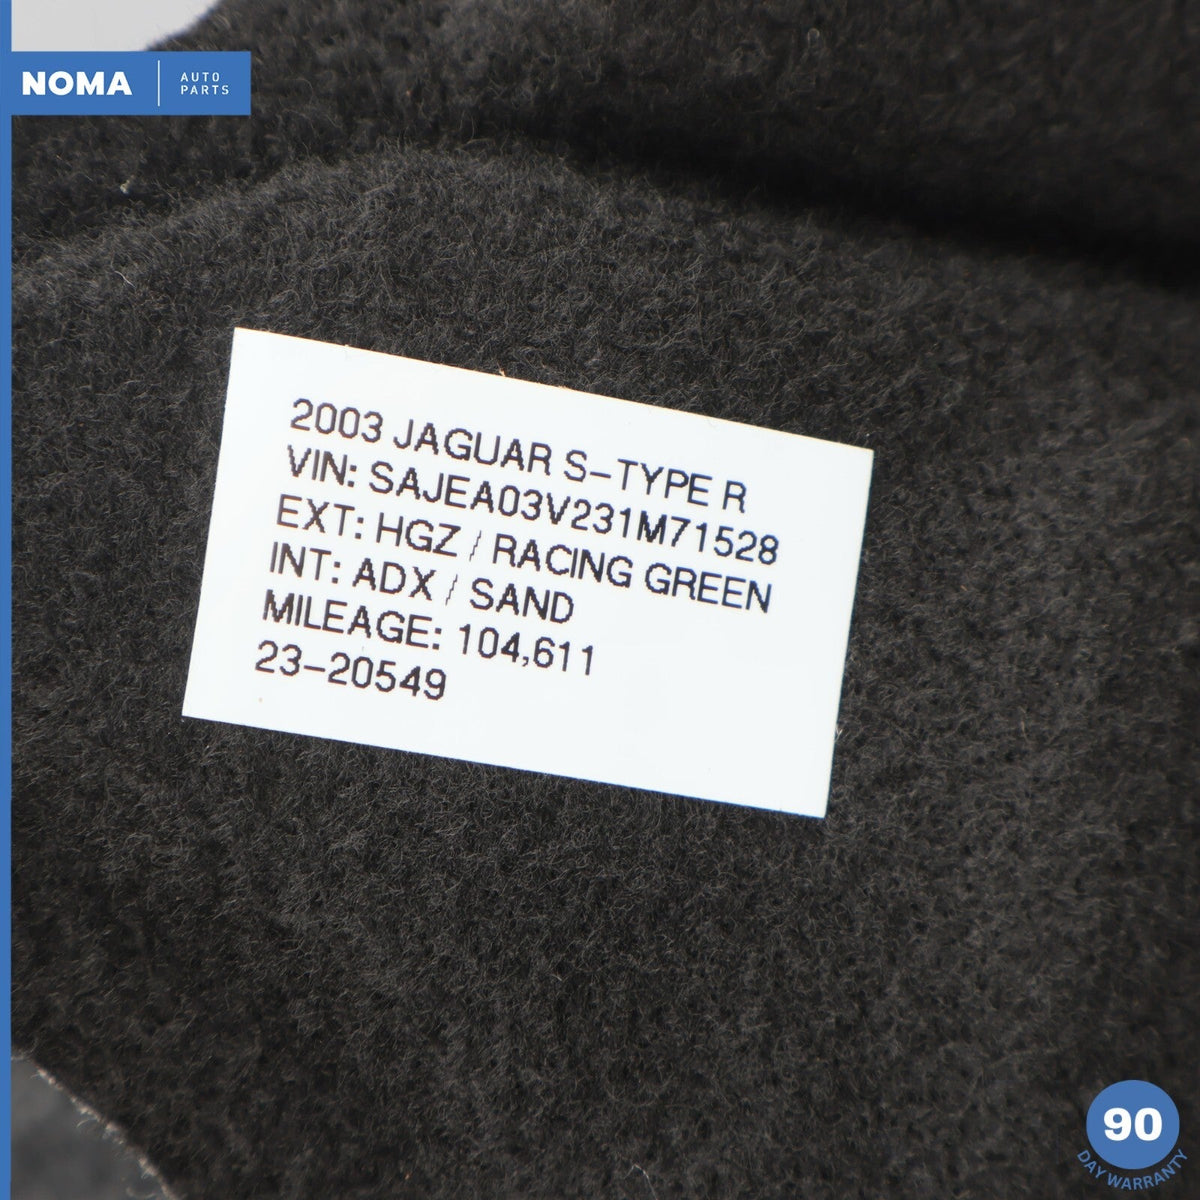 NOMA
AUTO
PARTS
2003 JAGUAR S-TYPE R
VIN: SAJEA03V231M71528
EXT: HGZ / RACING GREEN
INT: ADX / SAND
MILEAGE: 104,611
23-20549
90
DAY WARRANTY